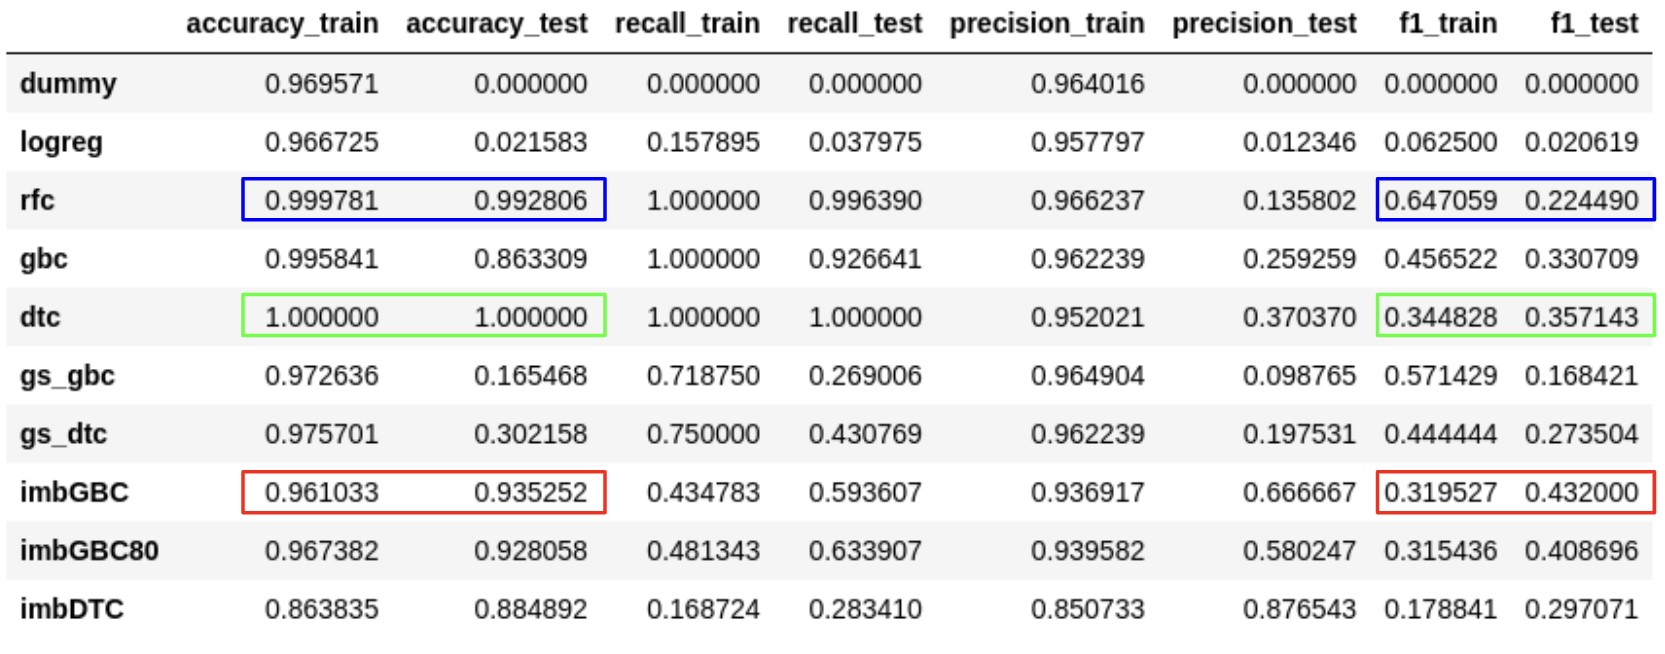 accuracy_train accuracy_test recall_train recall_test precision_train precision_test f1_train f1_test
dummy 0.969571 0.000000 0.000000 0.000000 0.964016 0.000000 0.000000 0.000000
logreg 0.966725 0.021583 0.157895 0.037975 0.957797 0.012346 0.062500 0.020619
rfc 0.999781 0.992806 1.000000 0.996390 0.966237 0.135802 0.647059 0.224490
gbc 0.995841 0.863309 1.000000 0.926641 0.962239 0.259259 0.456522 0.330709
dtc 1.000000 1.000000 1.000000 1.000000 0.952021 0.370370 0.344828 0.357143
gs_gbc 0.972636 0.165468 0.718750 0.269006 0.964904 0.098765 0.571429 0.168421
gs_dtc 0.975701 0.302158 0.750000 0.430769 0.962239 0.197531 0.444444 0.273504
imbGBC 0.961033 0.935252 0.434783 0.593607 0.936917 0.666667 0.319527 0.432000
imbGBC80 0.967382 0.928058 0.481343 0.633907 0.939582 0.580247 0.315436 0.408696
imbDTC 0.863835 0.884892 0.168724 0.283410 0.850733 0.876543 0.178841 0.297071